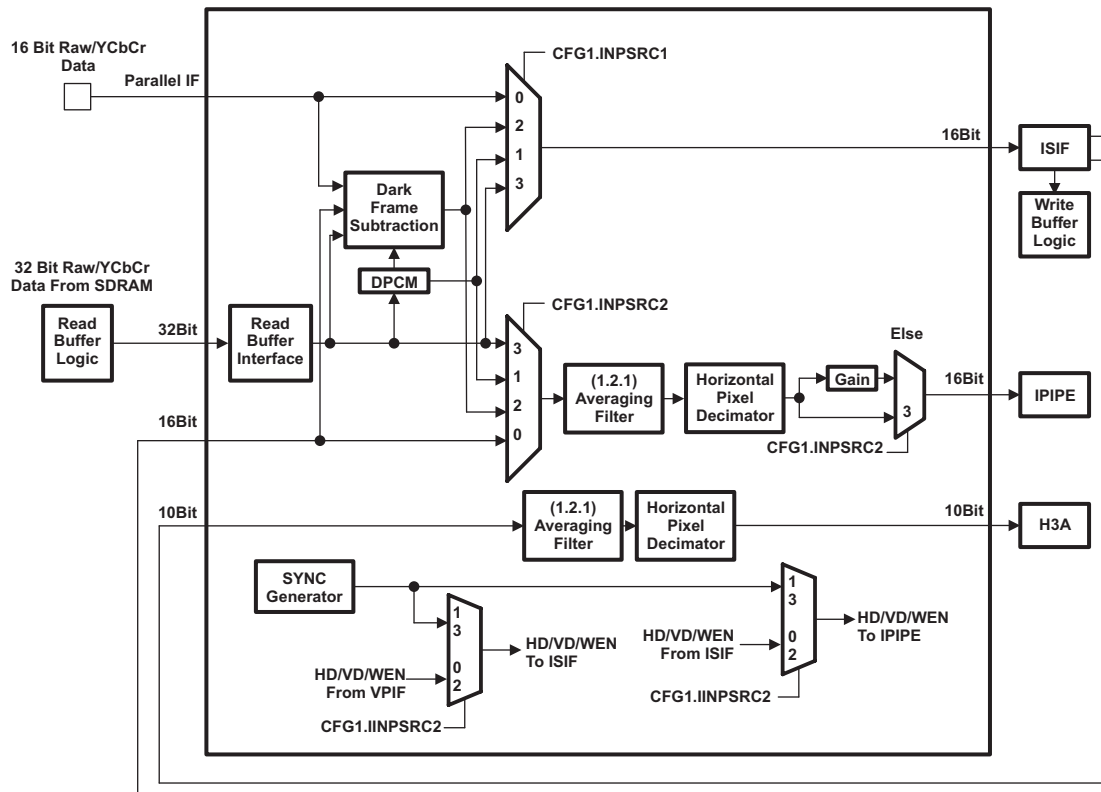 16 Bit Raw/YCbCr
Data
Parallel IF
CFG1.INPSRC1
0
2
1
3
16Bit
ISIF
Write
Buffer
Logic
Dark
Frame
Subtraction
DPCM
32 Bit Raw/YCbCr
Data From SDRAM
Read
Buffer
Logic
32Bit
Read
Buffer
Interface
CFG1.INPSRC2
3
1
2
0
(1.2.1)
Averaging
Filter
Horizontal
Pixel
Decimator
Gain
Else
3
CFG1.INPSRC2
16Bit
IPIPE
16Bit
10Bit
(1.2.1)
Averaging
Filter
Horizontal
Pixel
Decimator
10Bit
H3A
SYNC
Generator
1
3
0
2
HD/VD/WEN
To ISIF
HD/VD/WEN
From VPIF
CFG1.IINPSRC2
1
3
0
2
HD/VD/WEN
To IPIPE
HD/VD/WEN
From ISIF
CFG1.IINPSRC2